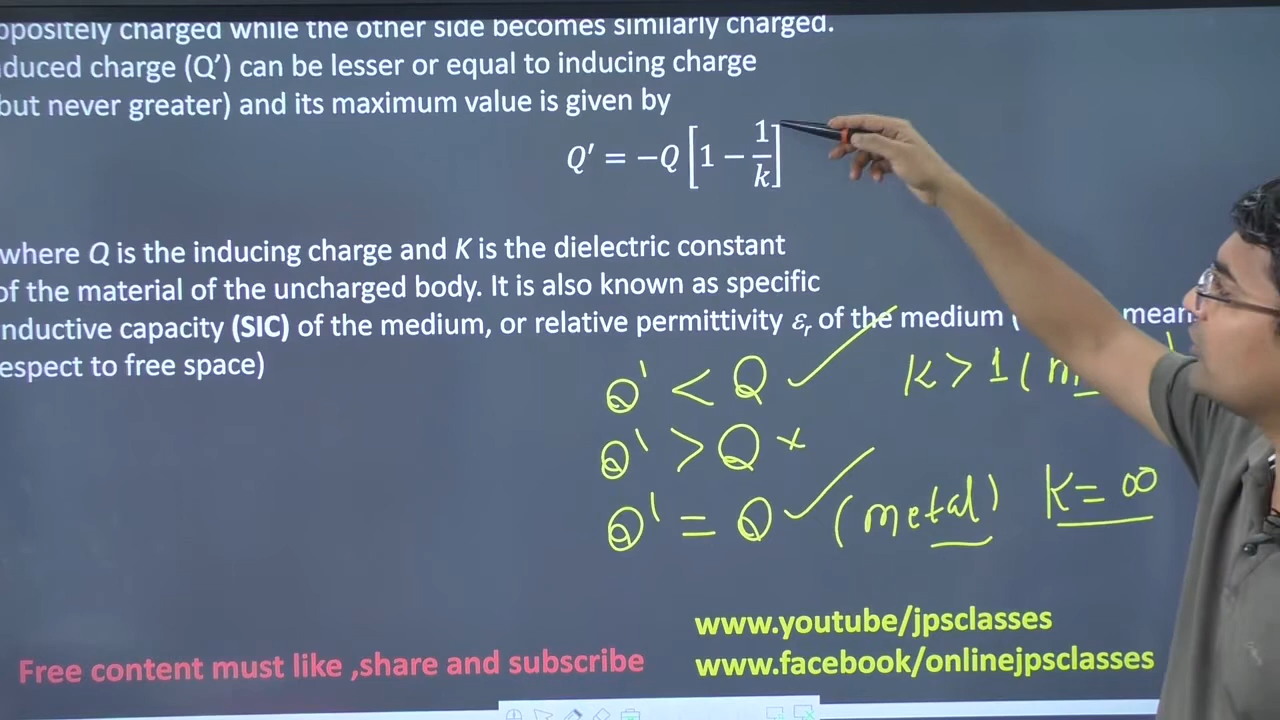 oppositely charged while the other side becomes similarly charged.
nduced charge (Q’) can be lesser or equal to inducing charge
but never greater) and its maximum value is given by
Q′ = −Q [1 − 1/k]
where Q is the inducing charge and K is the dielectric constant
of the material of the uncharged body. It is also known as specific
nductive capacity (SIC) of the medium, or relative permittivity εr of the medium ( mean
espect to free space)
Q' < Q ✓ K > 1 (
Q' > Q ×
Q' = Q ✓ (metal) K = ∞
www.youtube/jpsclasses
Free content must like ,share and subscribe
www.facebook/onlinejpsclasses